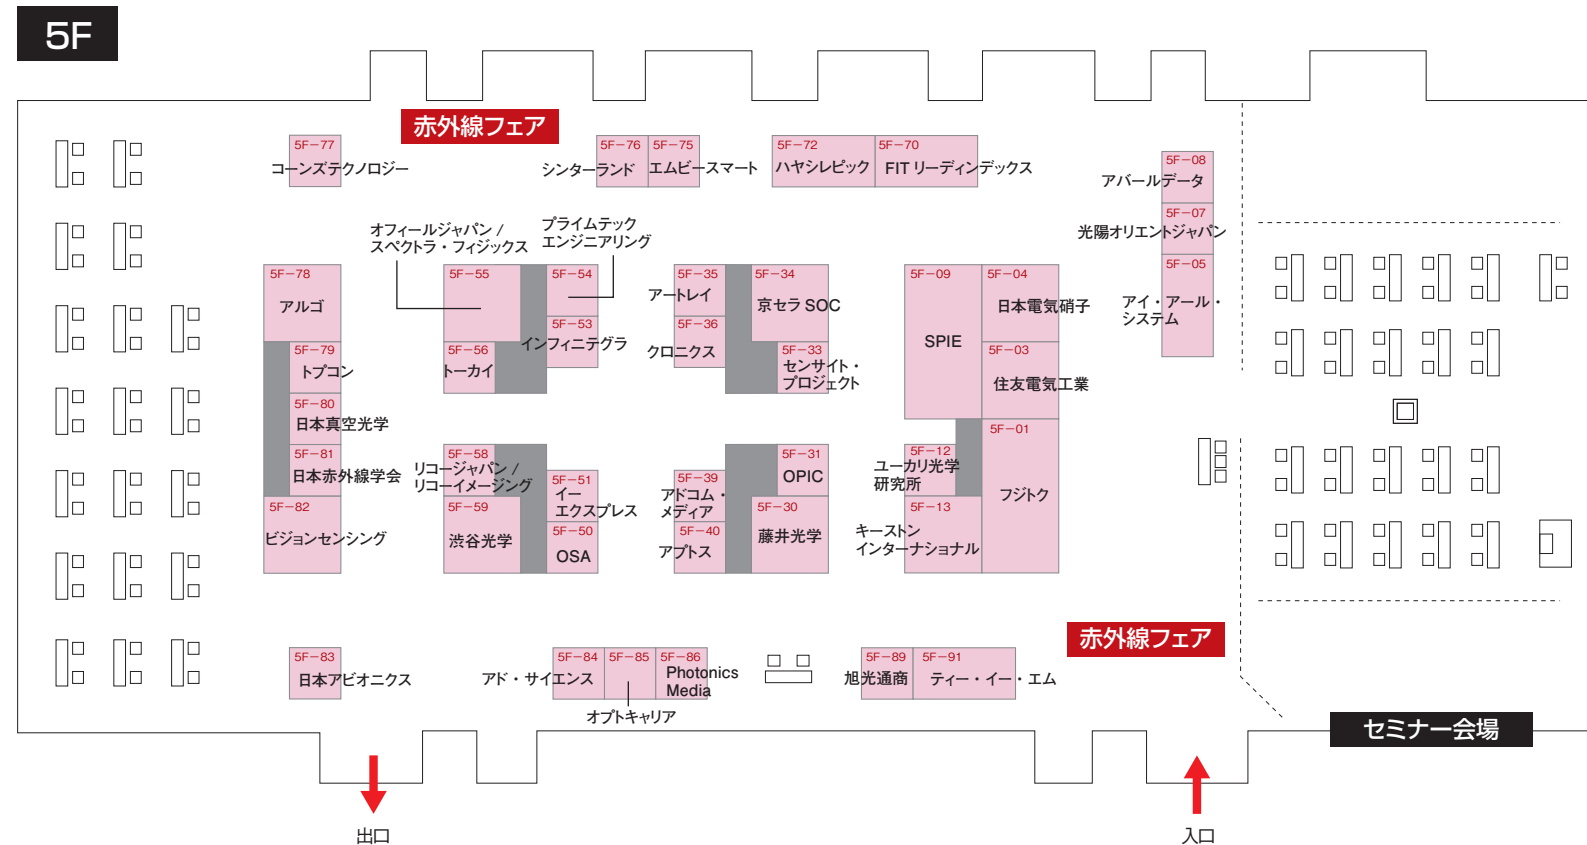 5F
赤外線フェア
5F-77
コーンズテクノロジー
5F-76
シンターランド
5F-75
エムビースマート
5F-72
ハヤシレピック
5F-70
FIT リーディンデックス
5F-08
アバールデータ
5F-07
光陽オリエントジャパン
5F-05
アイ・アール・
システム
オフィールジャパン /
スペクトラ・フィジックス
プライムテック
エンジニアリング
5F-78
アルゴ
5F-79
トプコン
5F-80
日本真空光学
5F-81
日本赤外線学会
5F-82
ビジョンセンシング
5F-55
5F-54
5F-53
インフィニテグラ
5F-56
トーカイ
5F-35
アートレイ
5F-34
京セラ SOC
5F-36
クロニクス
5F-33
センサイト・
プロジェクト
5F-09
SPIE
5F-04
日本電気硝子
5F-03
住友電気工業
5F-01
フジトク
5F-12
ユーカリ光学
研究所
5F-13
キーストン
インターナショナル
5F-58
リコージャパン /
リコーイメージング
5F-51
イー
エクスプレス
5F-59
渋谷光学
5F-50
OSA
5F-39
アドコム・
メディア
5F-31
OPIC
5F-40
アプトス
5F-30
藤井光学
赤外線フェア
5F-83
日本アビオニクス
5F-84
アド・サイエンス
5F-85
オプトキャリア
5F-86
Photonics
Media
5F-89
旭光通商
5F-91
ティー・イー・エム
セミナー会場
出口
入口